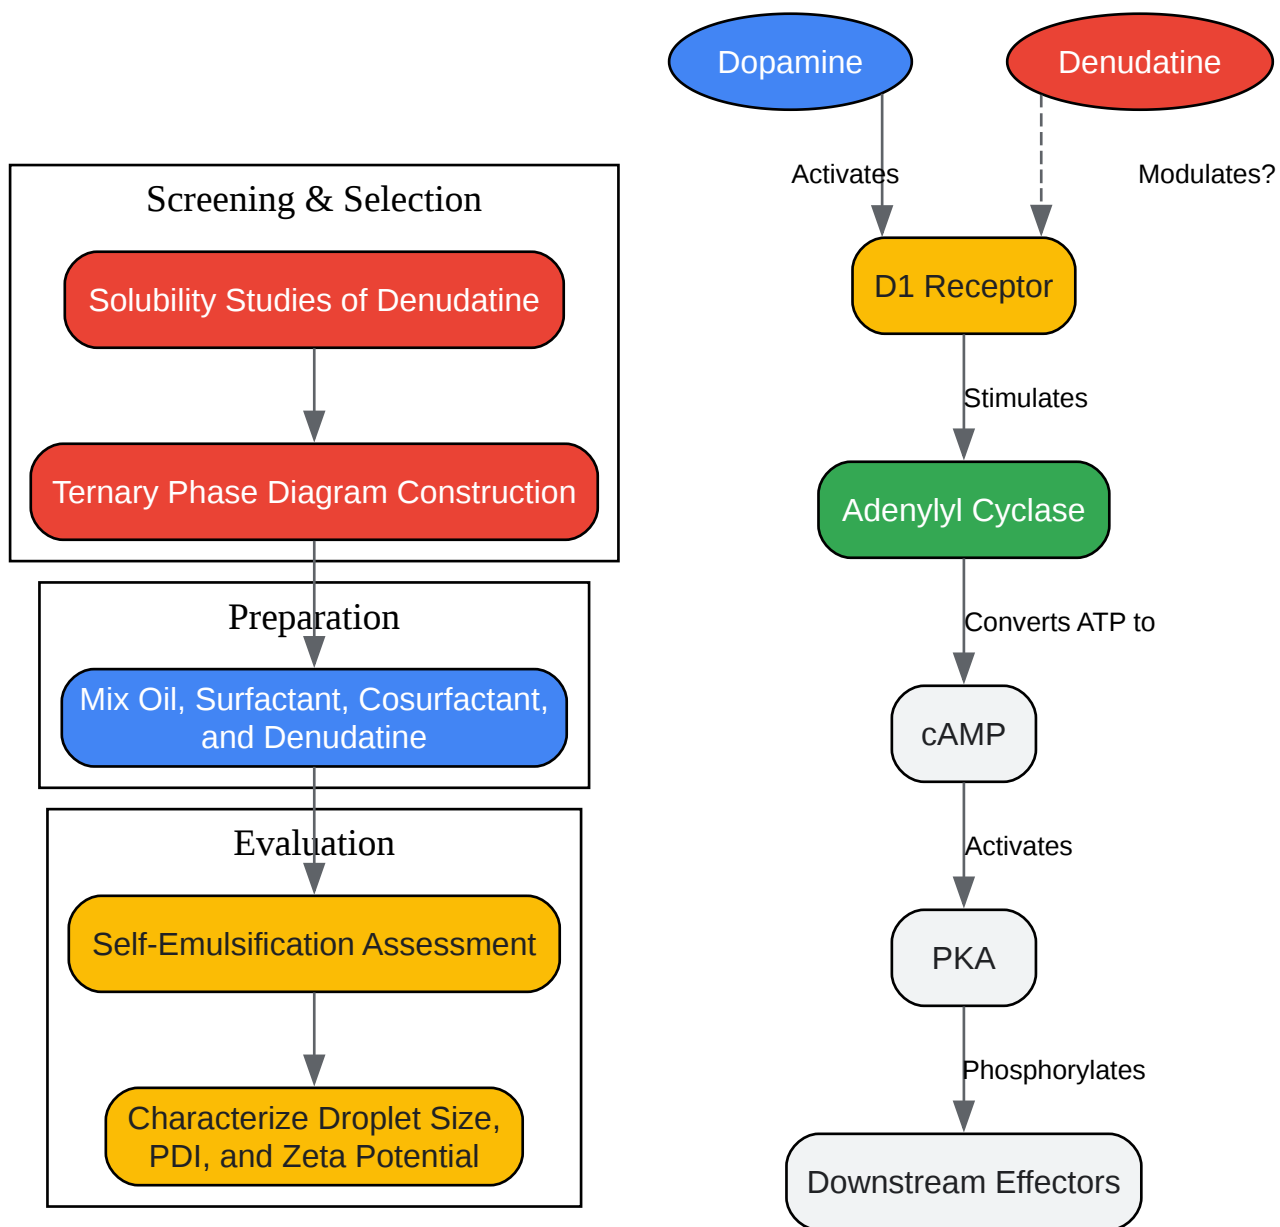 Screening & Selection
Solubility Studies of Denudatine
Ternary Phase Diagram Construction
Preparation
Mix Oil, Surfactant, Cosurfactant,
and Denudatine
Evaluation
Self-Emulsification Assessment
Characterize Droplet Size,
PDI, and Zeta Potential
Dopamine
Denudatine
Activates
Modulates?
D1 Receptor
Stimulates
Adenylyl Cyclase
Converts ATP to
cAMP
Activates
PKA
Phosphorylates
Downstream Effectors